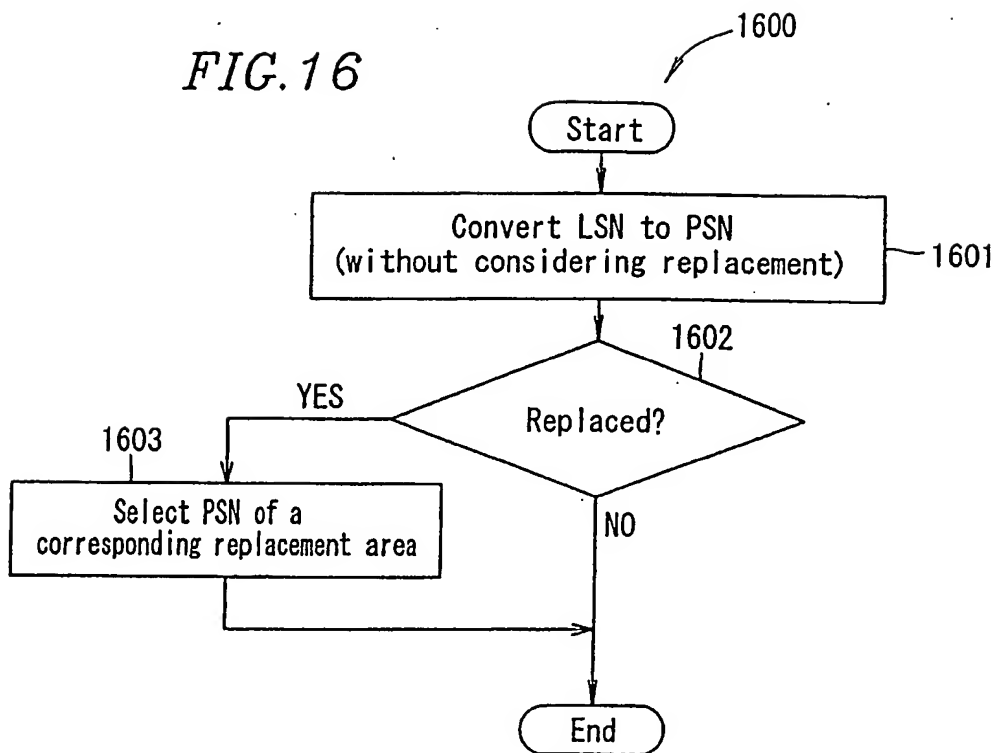 FIG.16
1600
Start
Convert LSN to PSN
(without considering replacement)
1601
1602
Replaced?
YES
1603
Select PSN of a
corresponding replacement area
NO
End